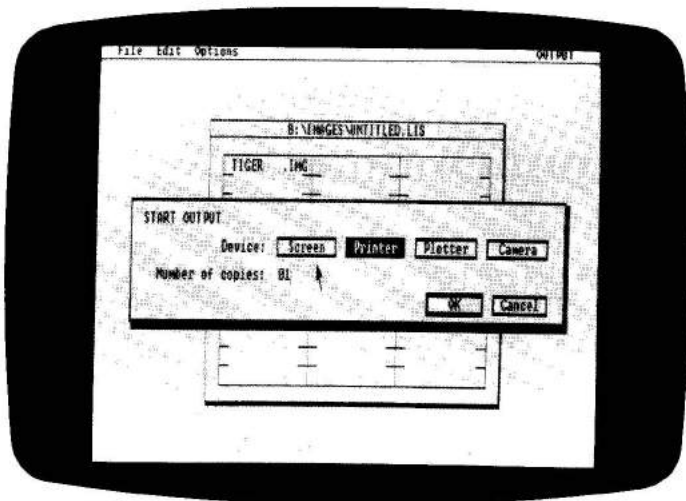 File Edit Options OUTPUT
B:\IMAGES\UNTITLED.LIS
TIGER .IMG
START OUTPUT
Device: Screen Printer Plotter Camera
Number of copies: 01
OK Cancel